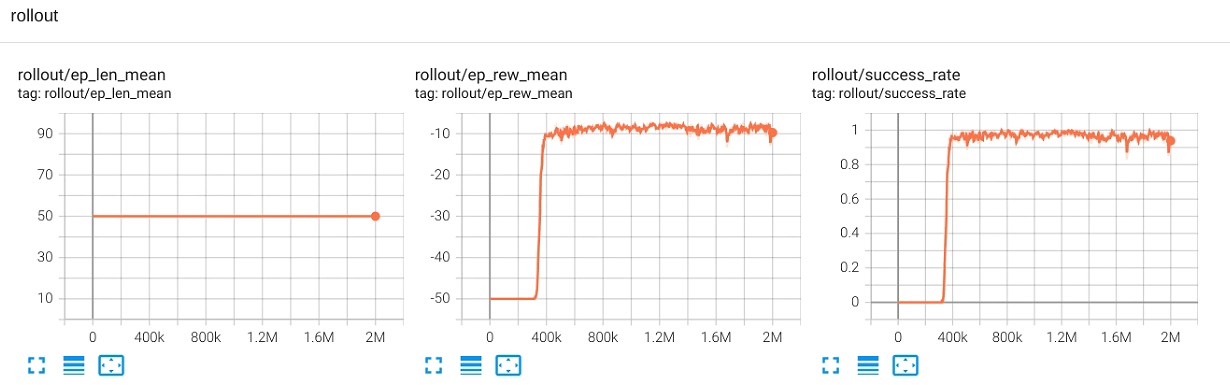 rollout
rollout/ep_len_mean
tag: rollout/ep_len_mean
90
70
50
30
10
0 400k 800k 1.2M 1.6M 2M
rollout/ep_rew_mean
tag: rollout/ep_rew_mean
-10
-20
-30
-40
-50
0 400k 800k 1.2M 1.6M 2M
rollout/success_rate
tag: rollout/success_rate
1
0.8
0.6
0.4
0.2
0
0 400k 800k 1.2M 1.6M 2M